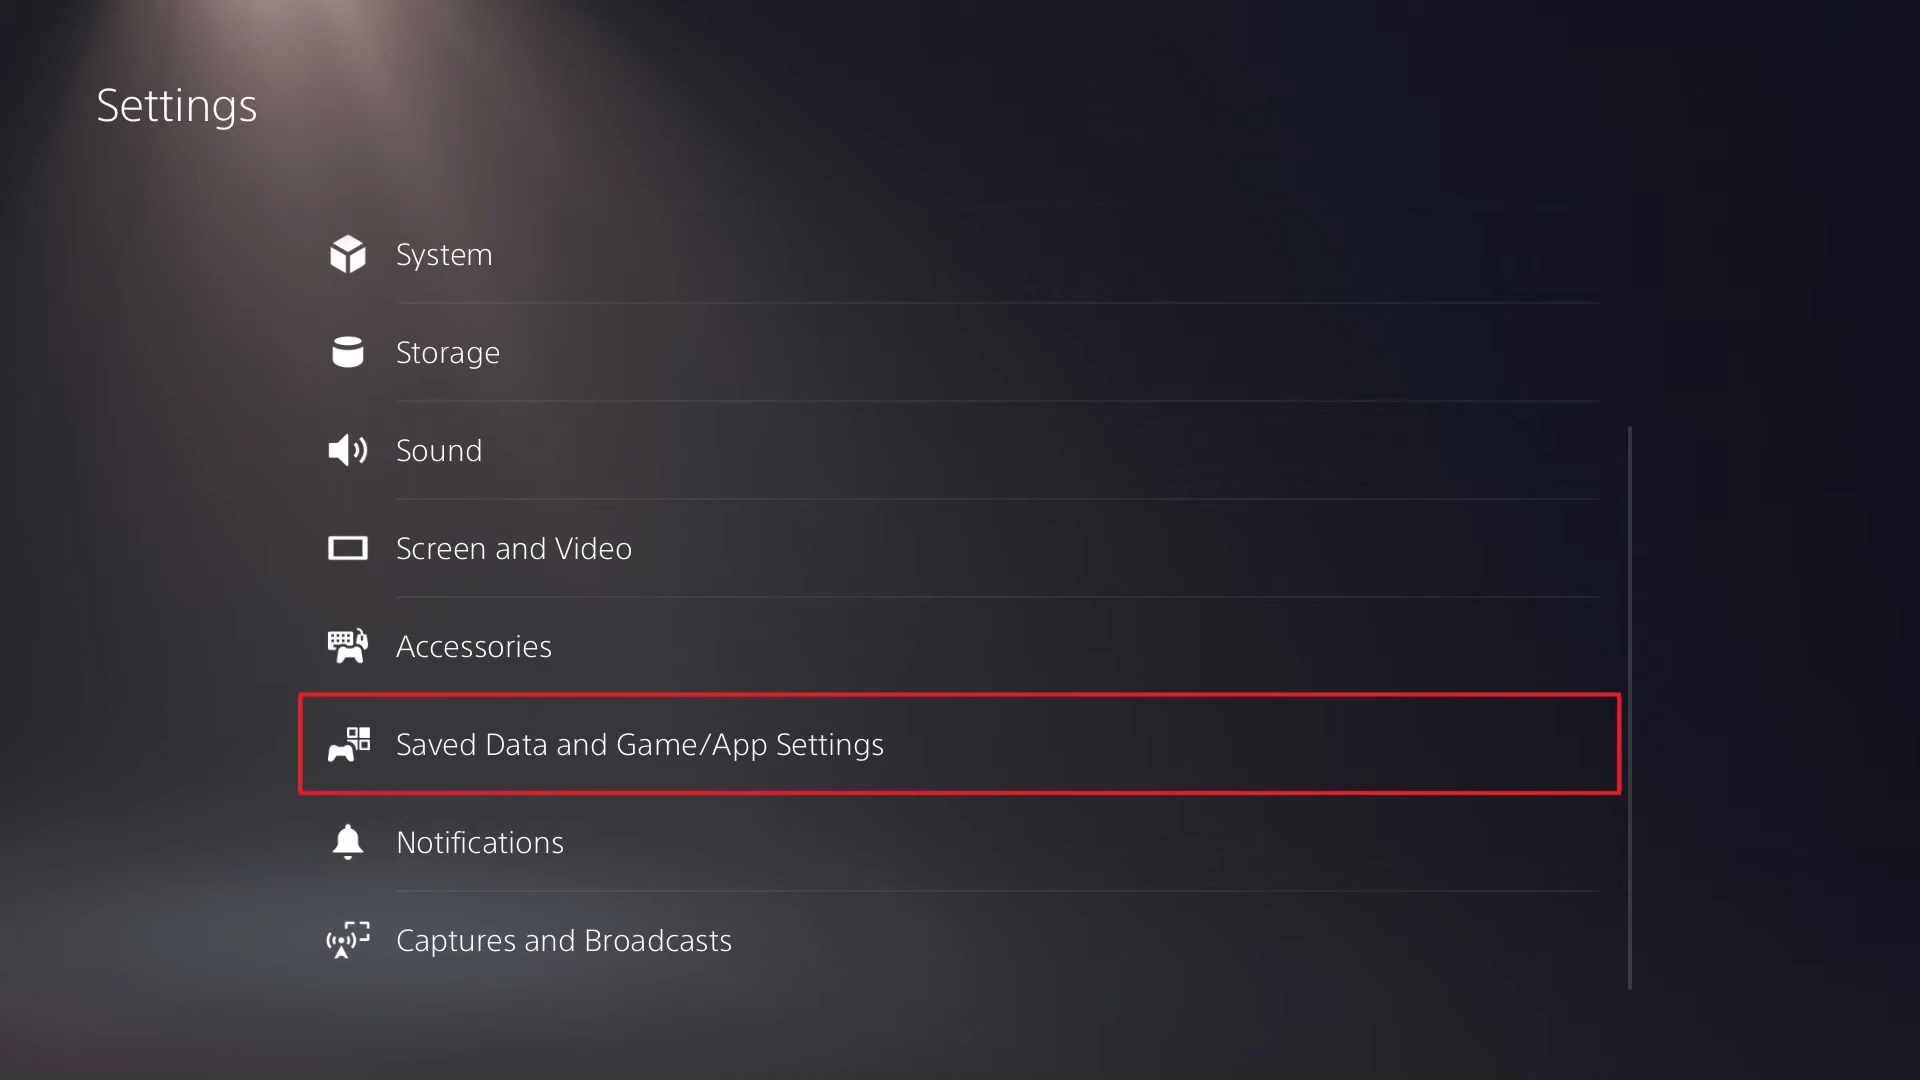 Settings
System
Storage
Sound
Screen and Video
Accessories
Saved Data and Game/App Settings
Notifications
Captures and Broadcasts